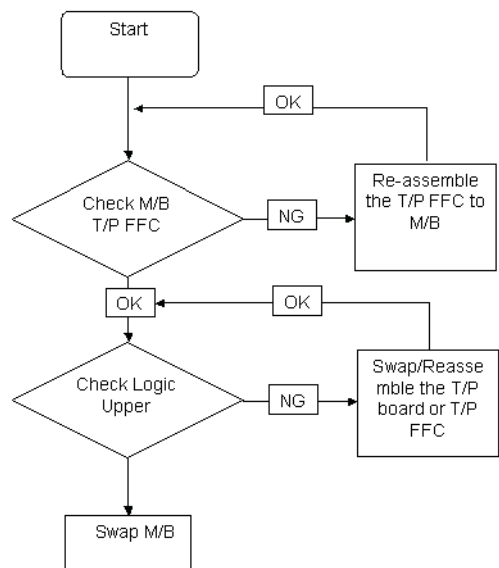 Start
OK
Check M/B
T/P FFC
NG
Re-assemble
the T/P FFC to
M/B
OK
OK
Check Logic
Upper
NG
Swap/Reasse
mble the T/P
board or T/P
FFC
Swap M/B